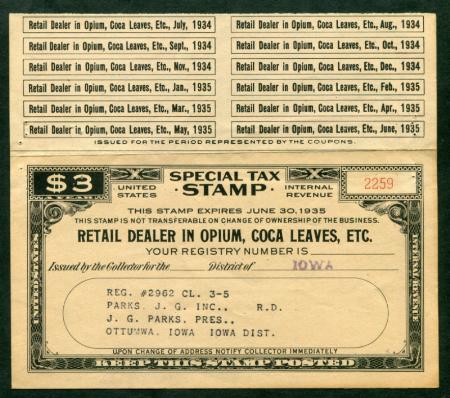 Retail Dealer in Opium, Coca Leaves, Etc., July, 1934
Retail Dealer in Opium, Coca Leaves, Etc., Aug., 1934
Retail Dealer in Opium, Coca Leaves, Etc., Sept., 1934
Retail Dealer in Opium, Coca Leaves, Etc., Oct., 1934
Retail Dealer in Opium, Coca Leaves, Etc., Nov., 1934
Retail Dealer in Opium, Coca Leaves, Etc., Dec., 1934
Retail Dealer in Opium, Coca Leaves, Etc., Jan., 1935
Retail Dealer in Opium, Coca Leaves, Etc., Feb., 1935
Retail Dealer in Opium, Coca Leaves, Etc., Mar., 1935
Retail Dealer in Opium, Coca Leaves, Etc., Apr., 1935
Retail Dealer in Opium, Coca Leaves, Etc., May, 1935
Retail Dealer in Opium, Coca Leaves, Etc., June, 1935
ISSUED FOR THE PERIOD REPRESENTED BY THE COUPONS.
$3
A YEAR
UNITED STATES
SPECIAL TAX
STAMP
INTERNAL REVENUE
2259
THIS STAMP EXPIRES JUNE 30, 1935
THIS STAMP IS NOT TRANSFERABLE ON CHANGE OF OWNERSHIP OF THE BUSINESS.
RETAIL DEALER IN OPIUM, COCA LEAVES, ETC.
YOUR REGISTRY NUMBER IS
Issued by the Collector for the District of IOWA
REG. #2962 CL. 3-5
PARKS, J. G. INC., R.D.
J. G. PARKS, PRES.,
OTTUMWA, IOWA IOWA DIST.
UNITED STATES
INTERNAL REVENUE
UPON CHANGE OF ADDRESS NOTIFY COLLECTOR IMMEDIATELY
KEEP THIS STAMP POSTED